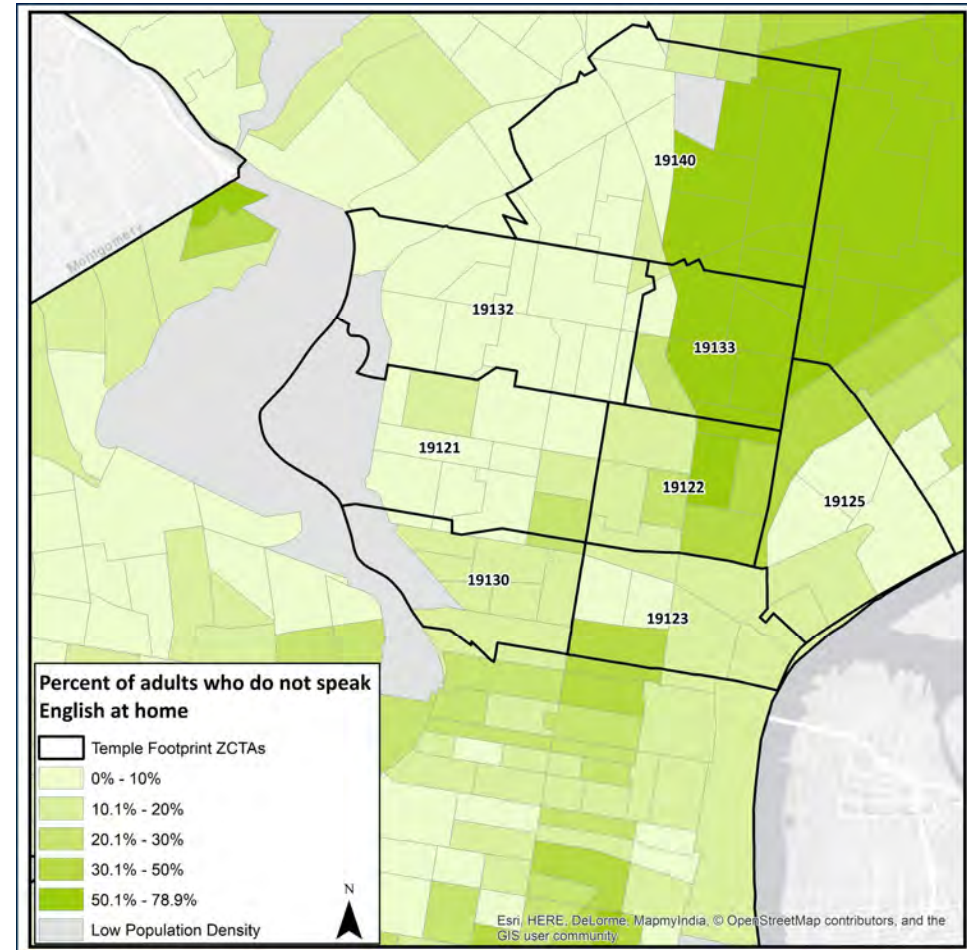 19140
Montgomery
19132
19133
19121
19122
19125
19130
19123
Percent of adults who do not speak
English at home
Temple Footprint ZCTAs
0% - 10%
10.1% - 20%
20.1% - 30%
30.1% - 50%
50.1% - 78.9%
Low Population Density
N
Esri, HERE, DeLorme, MapmyIndia, © OpenStreetMap contributors, and the
GIS user community